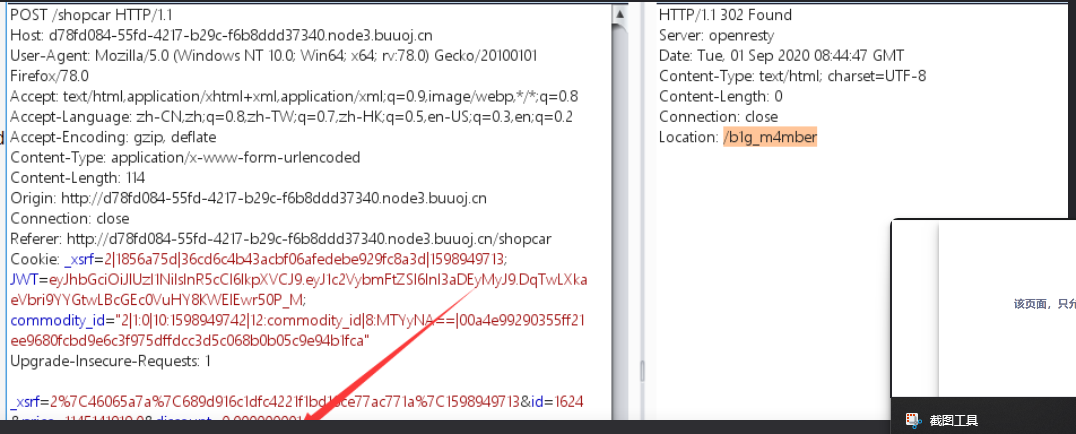 POST /shopcar HTTP/1.1
Host: d78fd084-55fd-4217-b29c-f6b8ddd37340.node3.buuoj.cn
User-Agent: Mozilla/5.0 (Windows NT 10.0; Win64; x64; rv:78.0) Gecko/20100101
Firefox/78.0
Accept: text/html,application/xhtml+xml,application/xml;q=0.9,image/webp,*/*;q=0.8
Accept-Language: zh-CN,zh;q=0.8,zh-TW;q=0.7,zh-HK;q=0.5,en-US;q=0.3,en;q=0.2
Accept-Encoding: gzip, deflate
Content-Type: application/x-www-form-urlencoded
Content-Length: 114
Origin: http://d78fd084-55fd-4217-b29c-f6b8ddd37340.node3.buuoj.cn
Connection: close
Referer: http://d78fd084-55fd-4217-b29c-f6b8ddd37340.node3.buuoj.cn/shopcar
Cookie: _xsrf=2|1856a75d|36cd6c4b43acbf06afedebe929fc8a3d|1598949713;
JWT=eyJhbGciOiJIUzI1NiIsInR5cCI6IkpXVCJ9.eyJ1c2VybmFtZSI6InI3aDEyMyJ9.DqTwLXka
eVbri9YYGtwLBcGEc0VuHY8KWElEwr50P_M;
commodity_id="2|1:0|10:1598949742|12:commodity_id|8:MTYyNA==|00a4e99290355ff21
ee9680fcbd9e6c3f975dffdcc3d5c068b0b05c9e94b1fca"
Upgrade-Insecure-Requests: 1
_xsrf=2%7C46065a7a%7C689d916c1dfc4221f1bd16ce77ac771a%7C1598949713&id=1624
HTTP/1.1 302 Found
Server: openresty
Date: Tue, 01 Sep 2020 08:44:47 GMT
Content-Type: text/html; charset=UTF-8
Content-Length: 0
Connection: close
Location: /b1g_m4mber
该页面，只允
截图工具